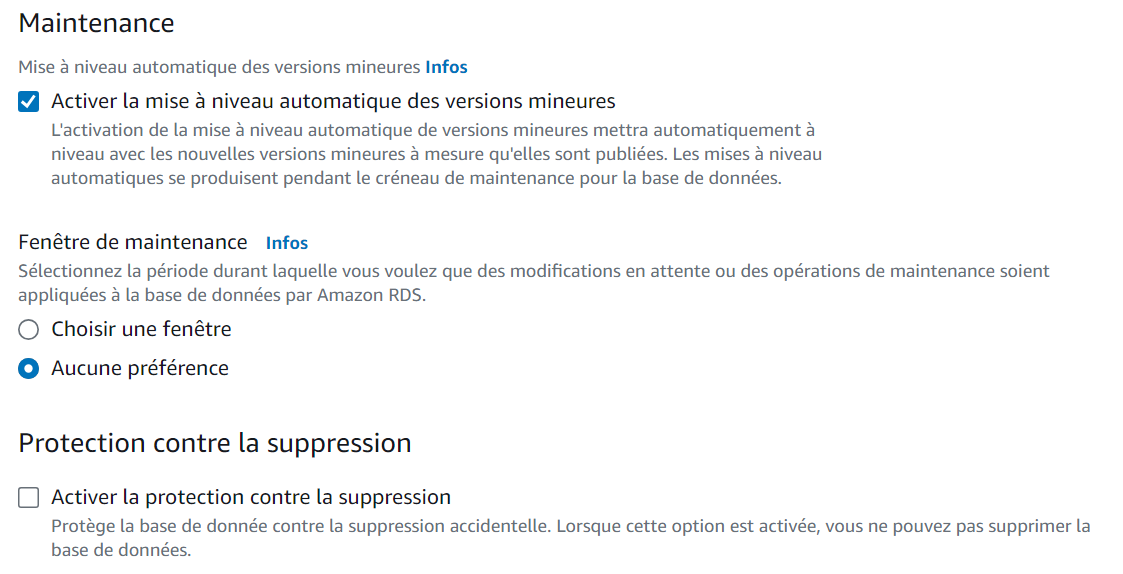 Maintenance
Mise à niveau automatique des versions mineures Infos
Activer la mise à niveau automatique des versions mineures
L'activation de la mise à niveau automatique de versions mineures mettra automatiquement à
niveau avec les nouvelles versions mineures à mesure qu'elles sont publiées. Les mises à niveau
automatiques se produisent pendant le créneau de maintenance pour la base de données.
Fenêtre de maintenance Infos
Sélectionnez la période durant laquelle vous voulez que des modifications en attente ou des opérations de maintenance soient
appliquées à la base de données par Amazon RDS.
Choisir une fenêtre
Aucune préférence
Protection contre la suppression
Activer la protection contre la suppression
Protège la base de donnée contre la suppression accidentelle. Lorsque cette option est activée, vous ne pouvez pas supprimer la
base de données.